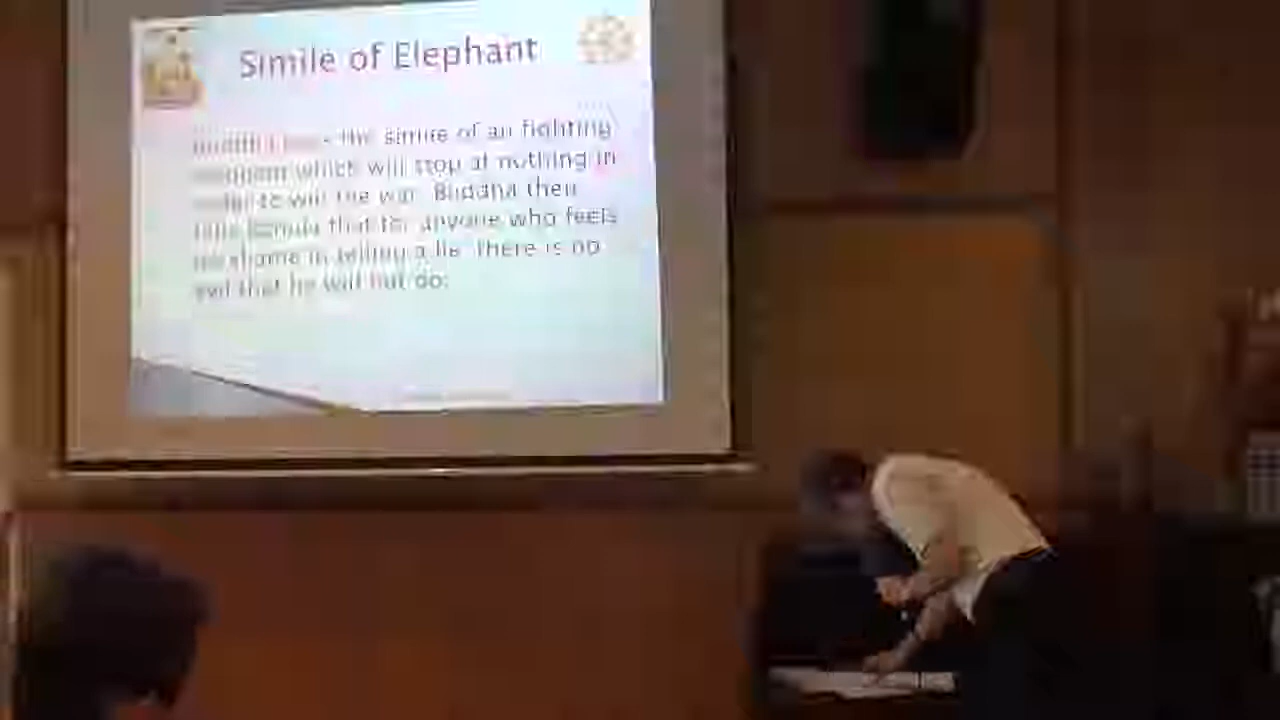 Simile of Elephant
the simile of an fighting
which will stop at nothing in
order to win the war. Buddha then
that for anyone who feels
no shame in telling a lie There is no
evil that he will not do.